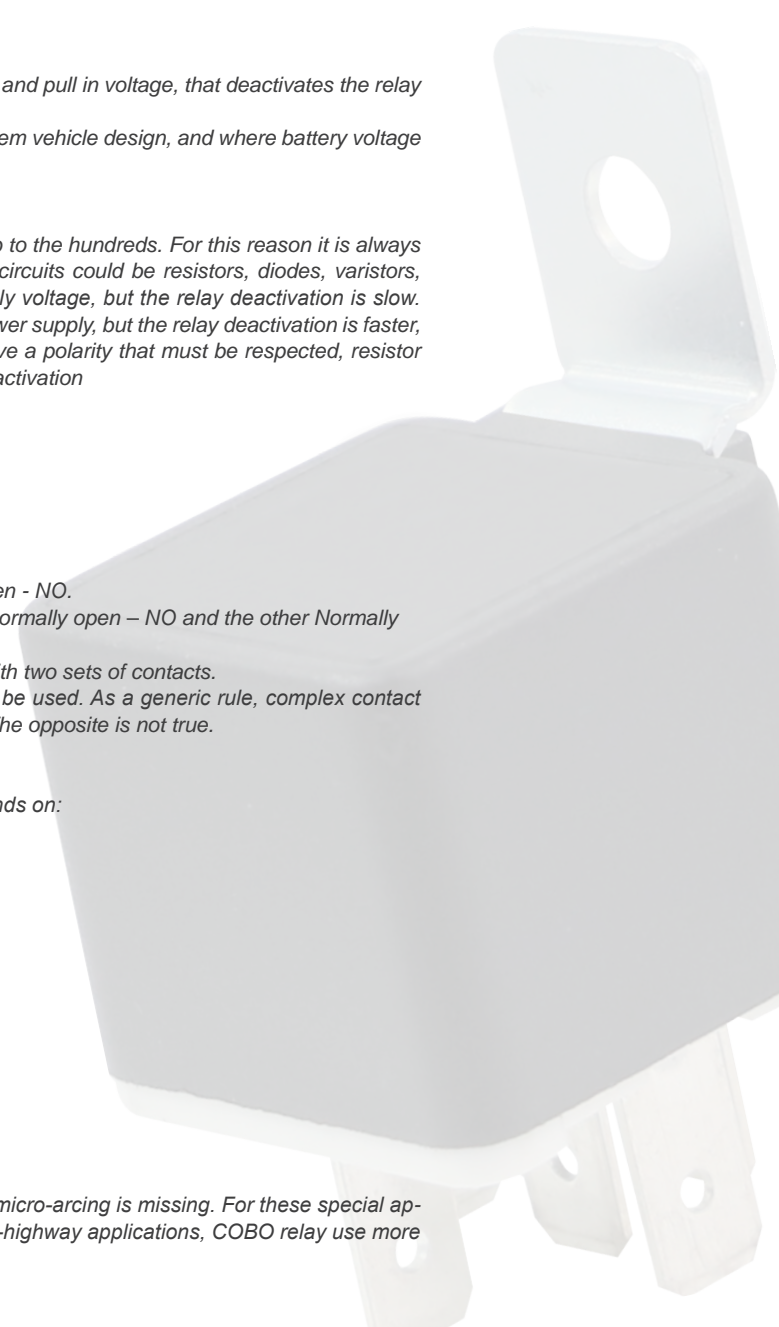 and pull in voltage, that deactivates the relay
em vehicle design, and where battery voltage
to the hundreds. For this reason it is always
circuits could be resistors, diodes, varistors,
ly voltage, but the relay deactivation is slow.
wer supply, but the relay deactivation is faster,
ve a polarity that must be respected, resistor
activation
en - NO.
ormally open – NO and the other Normally
th two sets of contacts.
be used. As a generic rule, complex contact
he opposite is not true.
nds on:
micro-arcing is missing. For these special ap-
-highway applications, COBO relay use more